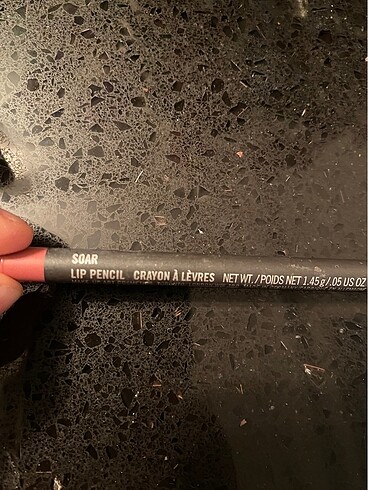 SOAR
LIP PENCIL CRAYON À LÈVRES NET WT./POIDS NET 1.45 g/.05 US OZ